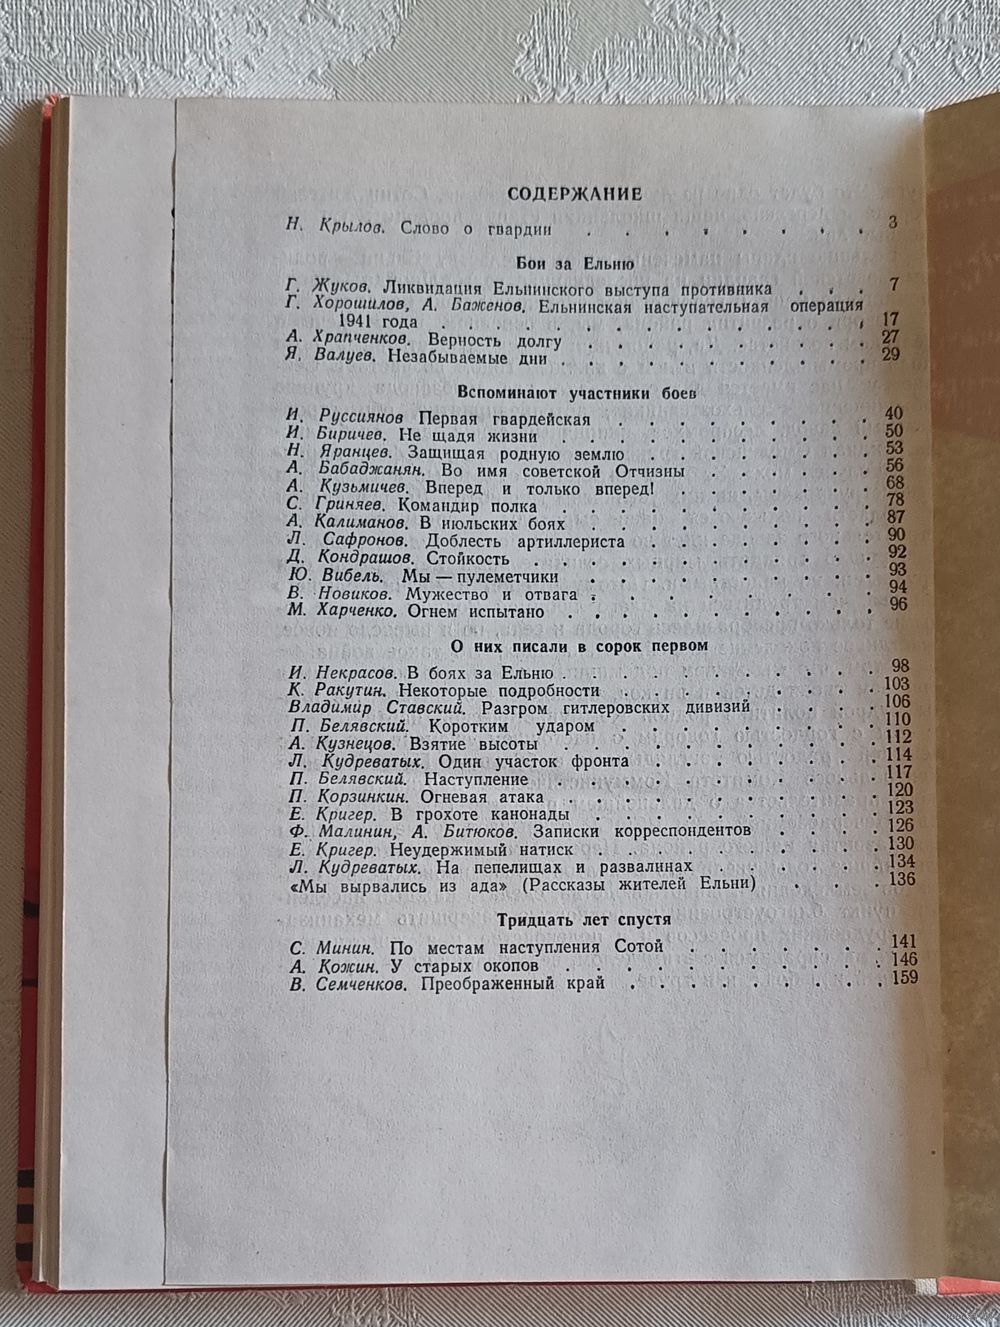 СОДЕРЖАНИЕ
Н. Крылов. Слово о гвардии . . . . . . . . 3
Бои за Ельню
Г. Жуков. Ликвидация Ельнинского выступа противника . . . 7
Г. Хорошилов, А. Баженов. Ельнинская наступательная операция
1941 года . . . . . . . . . . . . . 17
А. Храпченков. Верность долгу . . . . . . . . 27
Я. Валуев. Незабываемые дни . . . . . . . . . 29
Вспоминают участники боев
И. Руссиянов Первая гвардейская . . . . . . . . 40
И. Биричев. Не щадя жизни . . . . . . . . . . 50
Н. Яранцев. Защищая родную землю . . . . . . . 53
А. Бабаджанян. Во имя советской Отчизны . . . . . . 56
А. Кузьмичев. Вперед и только вперед! . . . . . . . 68
С. Гриняев. Командир полка . . . . . . . . . . 78
А. Калиманов. В июльских боях . . . . . . . . . 87
Л. Сафронов. Доблесть артиллериста . . . . . . . 90
Д. Кондрашов. Стойкость . . . . . . . . . . . 92
Ю. Вибель. Мы — пулеметчики . . . . . . . . . 93
В. Новиков. Мужество и отвага . . . . . . . . . 94
М. Харченко. Огнем испытано . . . . . . . . . 96
О них писали в сорок первом
И. Некрасов. В боях за Ельню . . . . . . . . . 98
К. Ракутин. Некоторые подробности . . . . . . . . 103
Владимир Ставский. Разгром гитлеровских дивизий . . . . 106
П. Белявский. Коротким ударом . . . . . . . . 110
А. Кузнецов. Взятие высоты . . . . . . . . . . 112
Л. Кудреватых. Один участок фронта . . . . . . . 114
П. Белявский. Наступление . . . . . . . . . . 117
П. Корзинкин. Огневая атака . . . . . . . . . . 120
Е. Кригер. В грохоте канонады . . . . . . . . . 123
Ф. Малинин, А. Битюков. Записки корреспондентов . . . . 126
Е. Кригер. Неудержимый натиск . . . . . . . . . 130
Л. Кудреватых. На пепелищах и развалинах . . . . . . 134
«Мы вырвались из ада» (Рассказы жителей Ельни) . . . 136
Тридцать лет спустя
С. Минин. По местам наступления Сотой . . . . . . 141
А. Кожин. У старых окопов . . . . . . . . . . 146
В. Семченков. Преображенный край . . . . . . . . 159